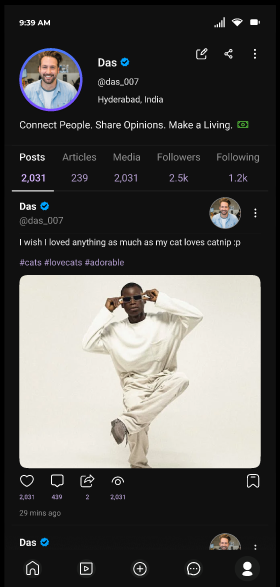 9:39 AM
Das
@das_007
Hyderabad, India
Connect People. Share Opinions. Make a Living.
Posts Articles Media Followers Following
2,031 239 2,031 2.5k 1.2k
Das
@das_007
I wish I loved anything as much as my cat loves catnip :p
#cats #lovecats #adorable
2,031 439 2 2,031
29 mins ago
Das